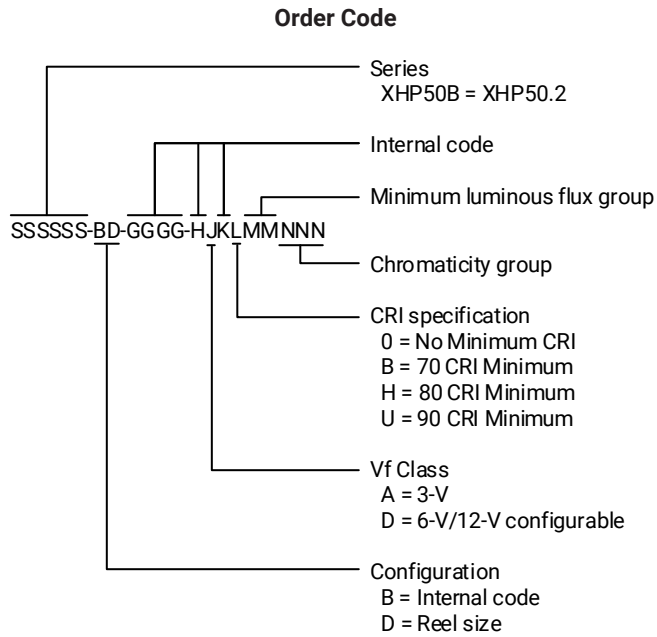 Order Code
Series
XHP50B = XHP50.2
Internal code
Minimum luminous flux group
SSSSSS-BD-GGGG-HJKLMMNNN
Chromaticity group
CRI specification
0 = No Minimum CRI
B = 70 CRI Minimum
H = 80 CRI Minimum
U = 90 CRI Minimum
Vf Class
A = 3-V
D = 6-V/12-V configurable
Configuration
B = Internal code
D = Reel size